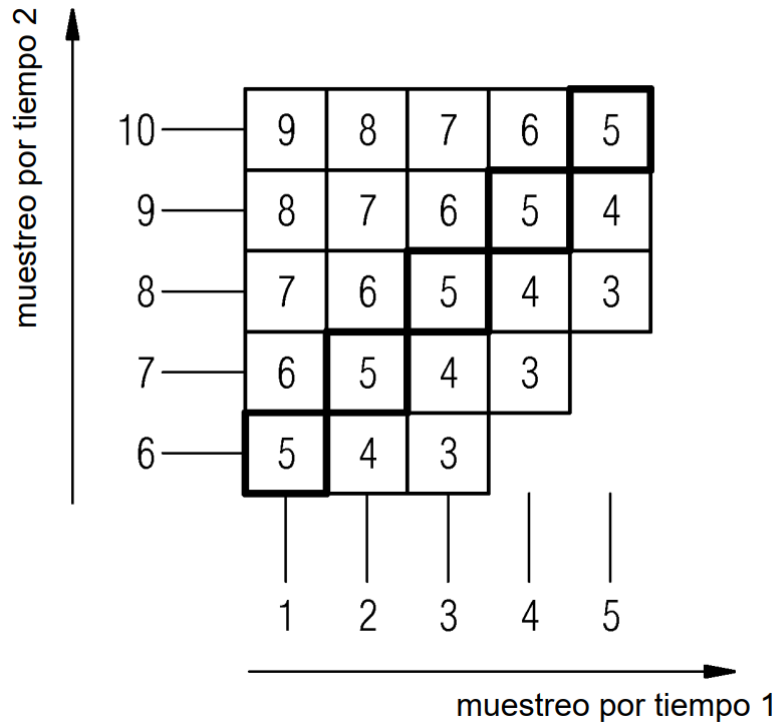 muestreo por tiempo 2
10 9 8 7 6 5
9 8 7 6 5 4
8 7 6 5 4 3
7 6 5 4 3
6 5 4 3
1 2 3 4 5
muestreo por tiempo 1